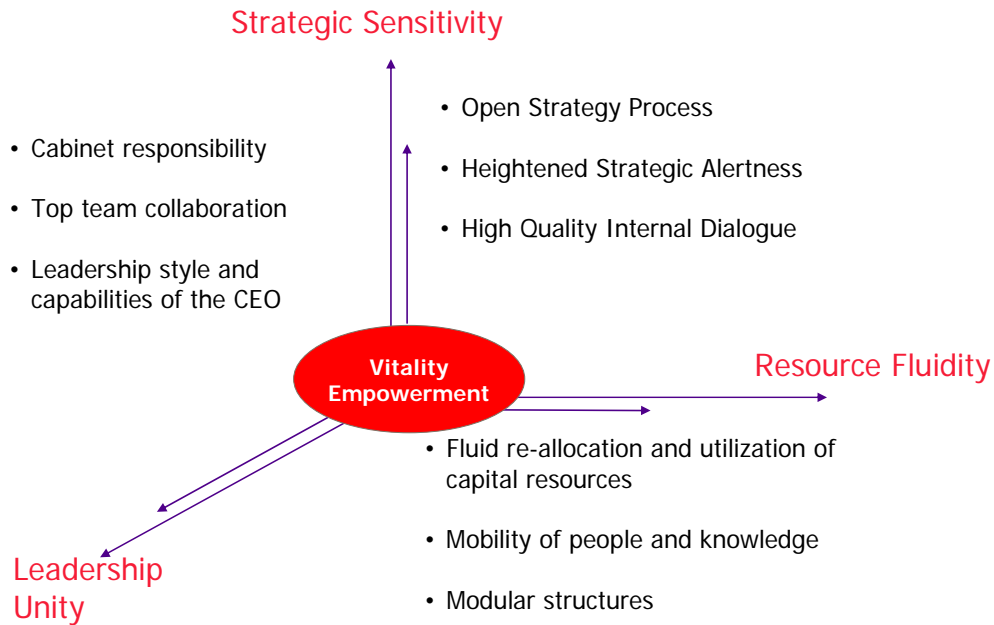 Strategic Sensitivity
• Open Strategy Process
• Heightened Strategic Alertness
• High Quality Internal Dialogue
• Cabinet responsibility
• Top team collaboration
• Leadership style and
capabilities of the CEO
Vitality
Empowerment
Resource Fluidity
• Fluid re-allocation and utilization of
capital resources
• Mobility of people and knowledge
• Modular structures
Leadership
Unity